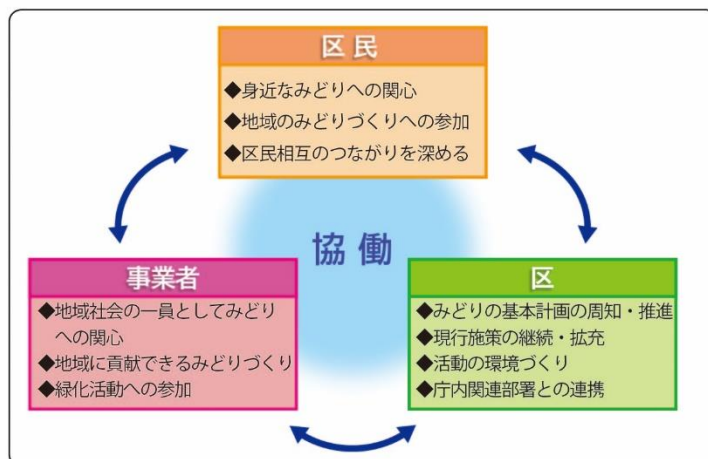 区民
◆身近なみどりへの関心
◆地域のみどりづくりへの参加
◆区民相互のつながりを深める
協働
事業者
◆地域社会の一員としてみどり
への関心
◆地域に貢献できるみどりづくり
◆緑化活動への参加
区
◆みどりの基本計画の周知・推進
◆現行施策の継続・拡充
◆活動の環境づくり
◆庁内関連部署との連携